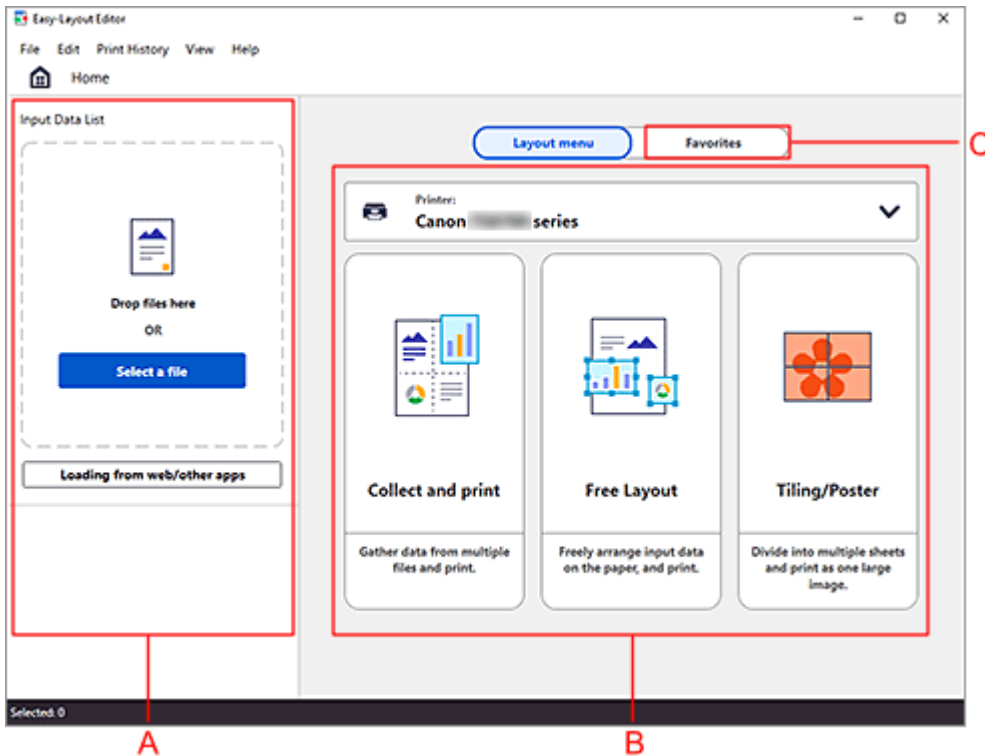 Easy-Layout Editor
File Edit Print History View Help
Home
Input Data List
Drop files here
OR
Select a file
Loading from web/other apps
Layout menu
Favorites
C
Printer:
Canon series
Collect and print
Gather data from multiple
files and print.
Free Layout
Freely arrange input data
on the paper, and print.
Tiling/Poster
Divide into multiple sheets
and print as one large
image.
Selected: 0
A
B